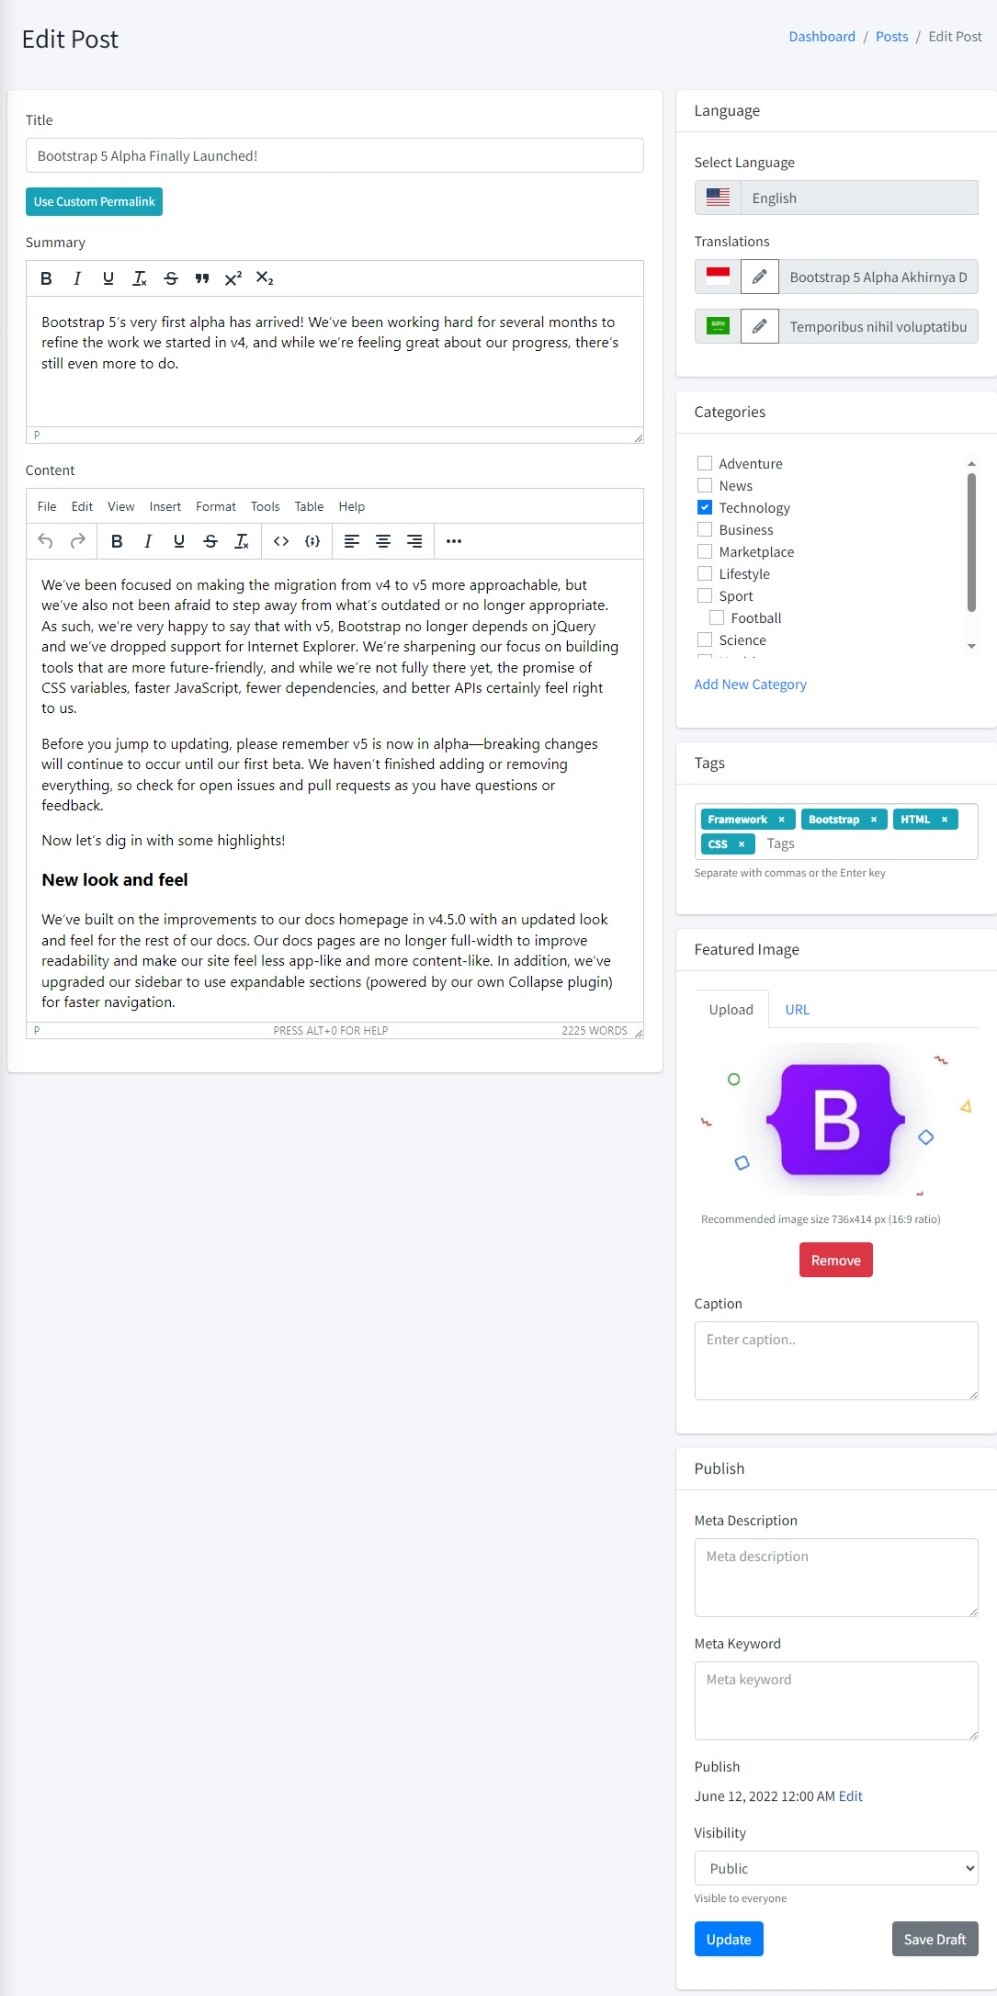 Edit Post
Dashboard / Posts / Edit Post
Title
Bootstrap 5 Alpha Finally Launched!
Use Custom Permalink
Summary
B I U Tx S ❞ X² X₂
Bootstrap 5's very first alpha has arrived! We've been working hard for several months to
refine the work we started in v4, and while we're feeling great about our progress, there's
still even more to do.
P
Content
File Edit View Insert Format Tools Table Help
B I U S Tx <> {;} ...
We've been focused on making the migration from v4 to v5 more approachable, but
we've also not been afraid to step away from what's outdated or no longer appropriate.
As such, we're very happy to say that with v5, Bootstrap no longer depends on jQuery
and we've dropped support for Internet Explorer. We're sharpening our focus on building
tools that are more future-friendly, and while we're not fully there yet, the promise of
CSS variables, faster JavaScript, fewer dependencies, and better APIs certainly feel right
to us.
Before you jump to updating, please remember v5 is now in alpha—breaking changes
will continue to occur until our first beta. We haven't finished adding or removing
everything, so check for open issues and pull requests as you have questions or
feedback.
Now let's dig in with some highlights!
New look and feel
We've built on the improvements to our docs homepage in v4.5.0 with an updated look
and feel for the rest of our docs. Our docs pages are no longer full-width to improve
readability and make our site feel less app-like and more content-like. In addition, we've
upgraded our sidebar to use expandable sections (powered by our own Collapse plugin)
for faster navigation.
P PRESS ALT+0 FOR HELP 2225 WORDS
Language
Select Language
English
Translations
Bootstrap 5 Alpha Akhirnya D
Temporibus nihil voluptatibu
Categories
Adventure
News
Technology
Business
Marketplace
Lifestyle
Sport
Football
Science
Add New Category
Tags
Framework × Bootstrap × HTML ×
CSS × Tags
Separate with commas or the Enter key
Featured Image
Upload URL
B
Recommended image size 736x414 px (16:9 ratio)
Remove
Caption
Enter caption..
Publish
Meta Description
Meta description
Meta Keyword
Meta keyword
Publish
June 12, 2022 12:00 AM Edit
Visibility
Public
Visible to everyone
Update Save Draft